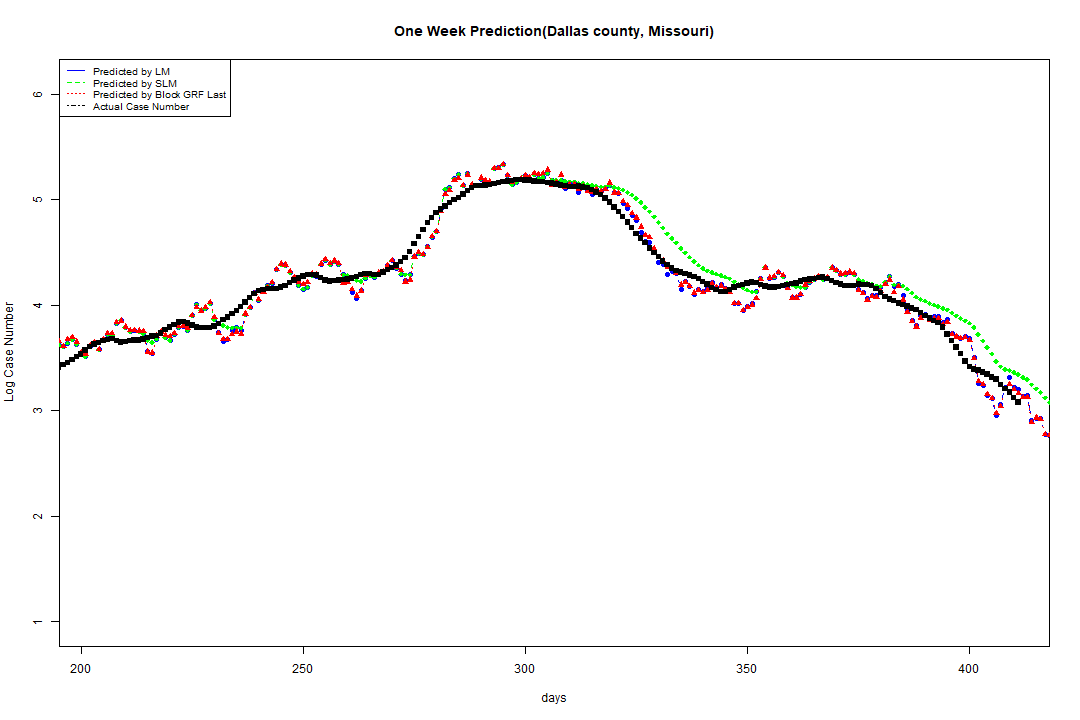 One Week Prediction(Dallas county, Missouri)
Predicted by LM
Predicted by SLM
Predicted by Block GRF Last
Actual Case Number
6
5
4
3
2
1
Log Case Number
200 250 300 350 400
days